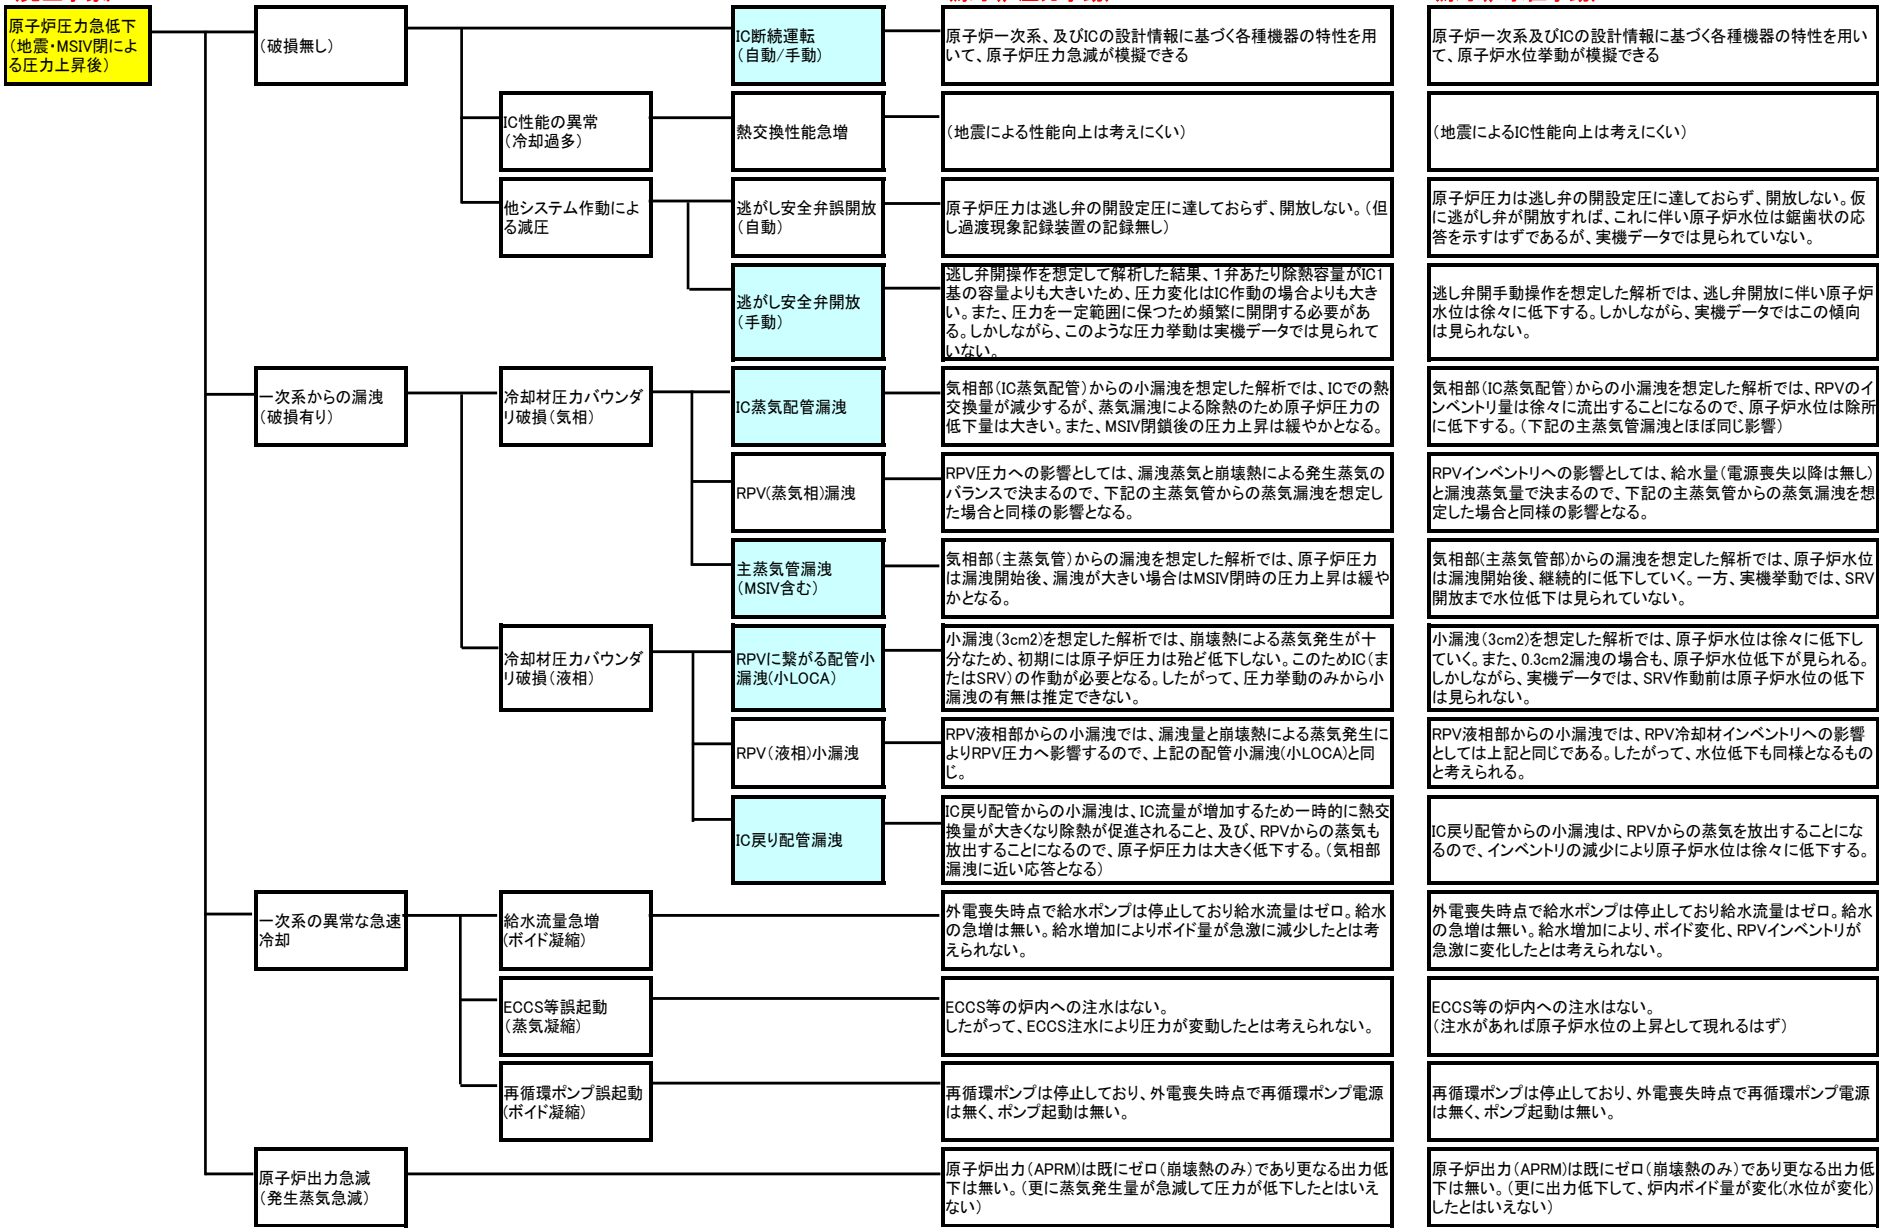 原子炉圧力急低下
(地震・MSIV閉によ
る圧力上昇後)
(破損無し)
IC断続運転
(自動/手動)
原子炉一次系、及びICの設計情報に基づく各種機器の特性を用
いて、原子炉圧力急減が模擬できる
原子炉一次系及びICの設計情報に基づく各種機器の特性を用い
て、原子炉水位挙動が模擬できる
IC性能の異常
(冷却過多)
熱交換性能急増
(地震による性能向上は考えにくい)
(地震によるIC性能向上は考えにくい)
他システム作動によ
る減圧
逃がし安全弁誤開放
(自動)
原子炉圧力は逃し弁の開設定圧に達しておらず、開放しない。(但
し過渡現象記録装置の記録無し)
原子炉圧力は逃し弁の開設定圧に達しておらず、開放しない。仮
に逃がし弁が開放すれば、これに伴い原子炉水位は鋸歯状の応
答を示すはずであるが、実機データでは見られていない。
逃がし安全弁開放
(手動)
逃し弁開操作を想定して解析した結果、1弁あたり除熱容量がIC1
基の容量よりも大きいため、圧力変化はIC作動の場合よりも大き
い。また、圧力を一定範囲に保つため頻繁に開閉する必要があ
る。しかしながら、このような圧力挙動は実機データでは見られて
いない。
逃し弁開手動操作を想定した解析では、逃し弁開放に伴い原子炉
水位は徐々に低下する。しかしながら、実機データではこの傾向
は見られない。
一次系からの漏洩
(破損有り)
冷却材圧力バウンダ
リ破損(気相)
IC蒸気配管漏洩
気相部(IC蒸気配管)からの小漏洩を想定した解析では、ICでの熱
交換量が減少するが、蒸気漏洩による除熱のため原子炉圧力の
低下量は大きい。また、MSIV閉鎖後の圧力上昇は緩やかとなる。
気相部(IC蒸気配管)からの小漏洩を想定した解析では、RPVのイ
ンベントリ量は徐々に流出することになるので、原子炉水位は除所
に低下する。(下記の主蒸気管漏洩とほぼ同じ影響)
RPV(蒸気相)漏洩
RPV圧力への影響としては、漏洩蒸気と崩壊熱による発生蒸気の
バランスで決まるので、下記の主蒸気管からの蒸気漏洩を想定し
た場合と同様の影響となる。
RPVインベントリへの影響としては、給水量(電源喪失以降は無し)
と漏洩蒸気量で決まるので、下記の主蒸気管からの蒸気漏洩を想
定した場合と同様の影響となる。
主蒸気管漏洩
(MSIV含む)
気相部(主蒸気管)からの漏洩を想定した解析では、原子炉圧力
は漏洩開始後、漏洩が大きい場合はMSIV閉時の圧力上昇は緩や
かとなる。
気相部(主蒸気管部)からの漏洩を想定した解析では、原子炉水位
は漏洩開始後、継続的に低下していく。一方、実機挙動では、SRV
開放まで水位低下は見られていない。
冷却材圧力バウンダ
リ破損(液相)
RPVに繋がる配管小
漏洩(小LOCA)
小漏洩(3cm2)を想定した解析では、崩壊熱による蒸気発生が十
分なため、初期には原子炉圧力は殆ど低下しない。このためIC(ま
たはSRV)の作動が必要となる。したがって、圧力挙動のみから小
漏洩の有無は推定できない。
小漏洩(3cm2)を想定した解析では、原子炉水位は徐々に低下し
ていく。また、0.3cm2漏洩の場合も、原子炉水位低下が見られる。
しかしながら、実機データでは、SRV作動前は原子炉水位の低下
は見られない。
RPV(液相)小漏洩
RPV液相部からの小漏洩では、漏洩量と崩壊熱による蒸気発生に
よりRPV圧力へ影響するので、上記の配管小漏洩(小LOCA)と同
じ。
RPV液相部からの小漏洩では、RPV冷却材インベントリへの影響
としては上記と同じである。したがって、水位低下も同様となるもの
と考えられる。
IC戻り配管漏洩
IC戻り配管からの小漏洩は、IC流量が増加するため一時的に熱交
換量が大きくなり除熱が促進されること、及び、RPVからの蒸気も
放出することになるので、原子炉圧力は大きく低下する。(気相部
漏洩に近い応答となる)
IC戻り配管からの小漏洩は、RPVからの蒸気を放出することにな
るので、インベントリの減少により原子炉水位は徐々に低下する。
一次系の異常な急速
冷却
給水流量急増
(ボイド凝縮)
外電喪失時点で給水ポンプは停止しており給水流量はゼロ。給水
の急増は無い。給水増加によりボイド量が急激に減少したとは考
えられない。
外電喪失時点で給水ポンプは停止しており給水流量はゼロ。給水
の急増は無い。給水増加により、ボイド変化、RPVインベントリが
急激に変化したとは考えられない。
ECCS等誤起動
(蒸気凝縮)
ECCS等の炉内への注水はない。
したがって、ECCS注水により圧力が変動したとは考えられない。
ECCS等の炉内への注水はない。
(注水があれば原子炉水位の上昇として現れるはず)
再循環ポンプ誤起動
(ボイド凝縮)
再循環ポンプは停止しており、外電喪失時点で再循環ポンプ電源
は無く、ポンプ起動は無い。
再循環ポンプは停止しており、外電喪失時点で再循環ポンプ電源
は無く、ポンプ起動は無い。
原子炉出力急減
(発生蒸気急減)
原子炉出力(APRM)は既にゼロ(崩壊熱のみ)であり更なる出力低
下は無い。(更に蒸気発生量が急減して圧力が低下したとはいえ
ない)
原子炉出力(APRM)は既にゼロ(崩壊熱のみ)であり更なる出力低
下は無い。(更に出力低下して、炉内ボイド量が変化(水位が変化)
したとはいえない)